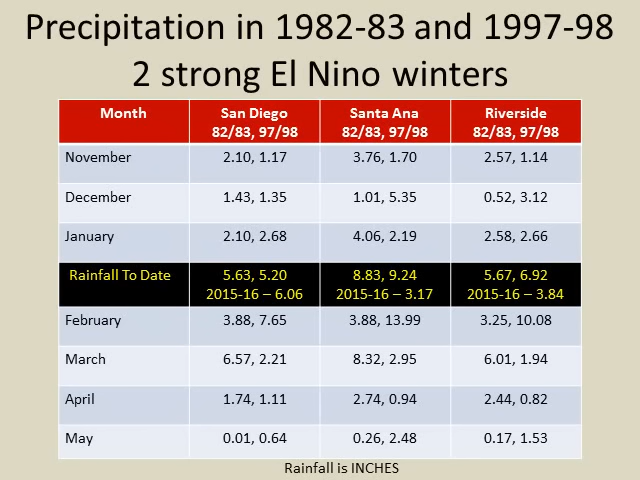 Precipitation in 1982-83 and 1997-98
2 strong El Nino winters
Month San Diego 82/83, 97/98 Santa Ana 82/83, 97/98 Riverside 82/83, 97/98
November 2.10, 1.17 3.76, 1.70 2.57, 1.14
December 1.43, 1.35 1.01, 5.35 0.52, 3.12
January 2.10, 2.68 4.06, 2.19 2.58, 2.66
Rainfall To Date 5.63, 5.20 8.83, 9.24 5.67, 6.92
2015-16 – 6.06 2015-16 – 3.17 2015-16 – 3.84
February 3.88, 7.65 3.88, 13.99 3.25, 10.08
March 6.57, 2.21 8.32, 2.95 6.01, 1.94
April 1.74, 1.11 2.74, 0.94 2.44, 0.82
May 0.01, 0.64 0.26, 2.48 0.17, 1.53
Rainfall is INCHES